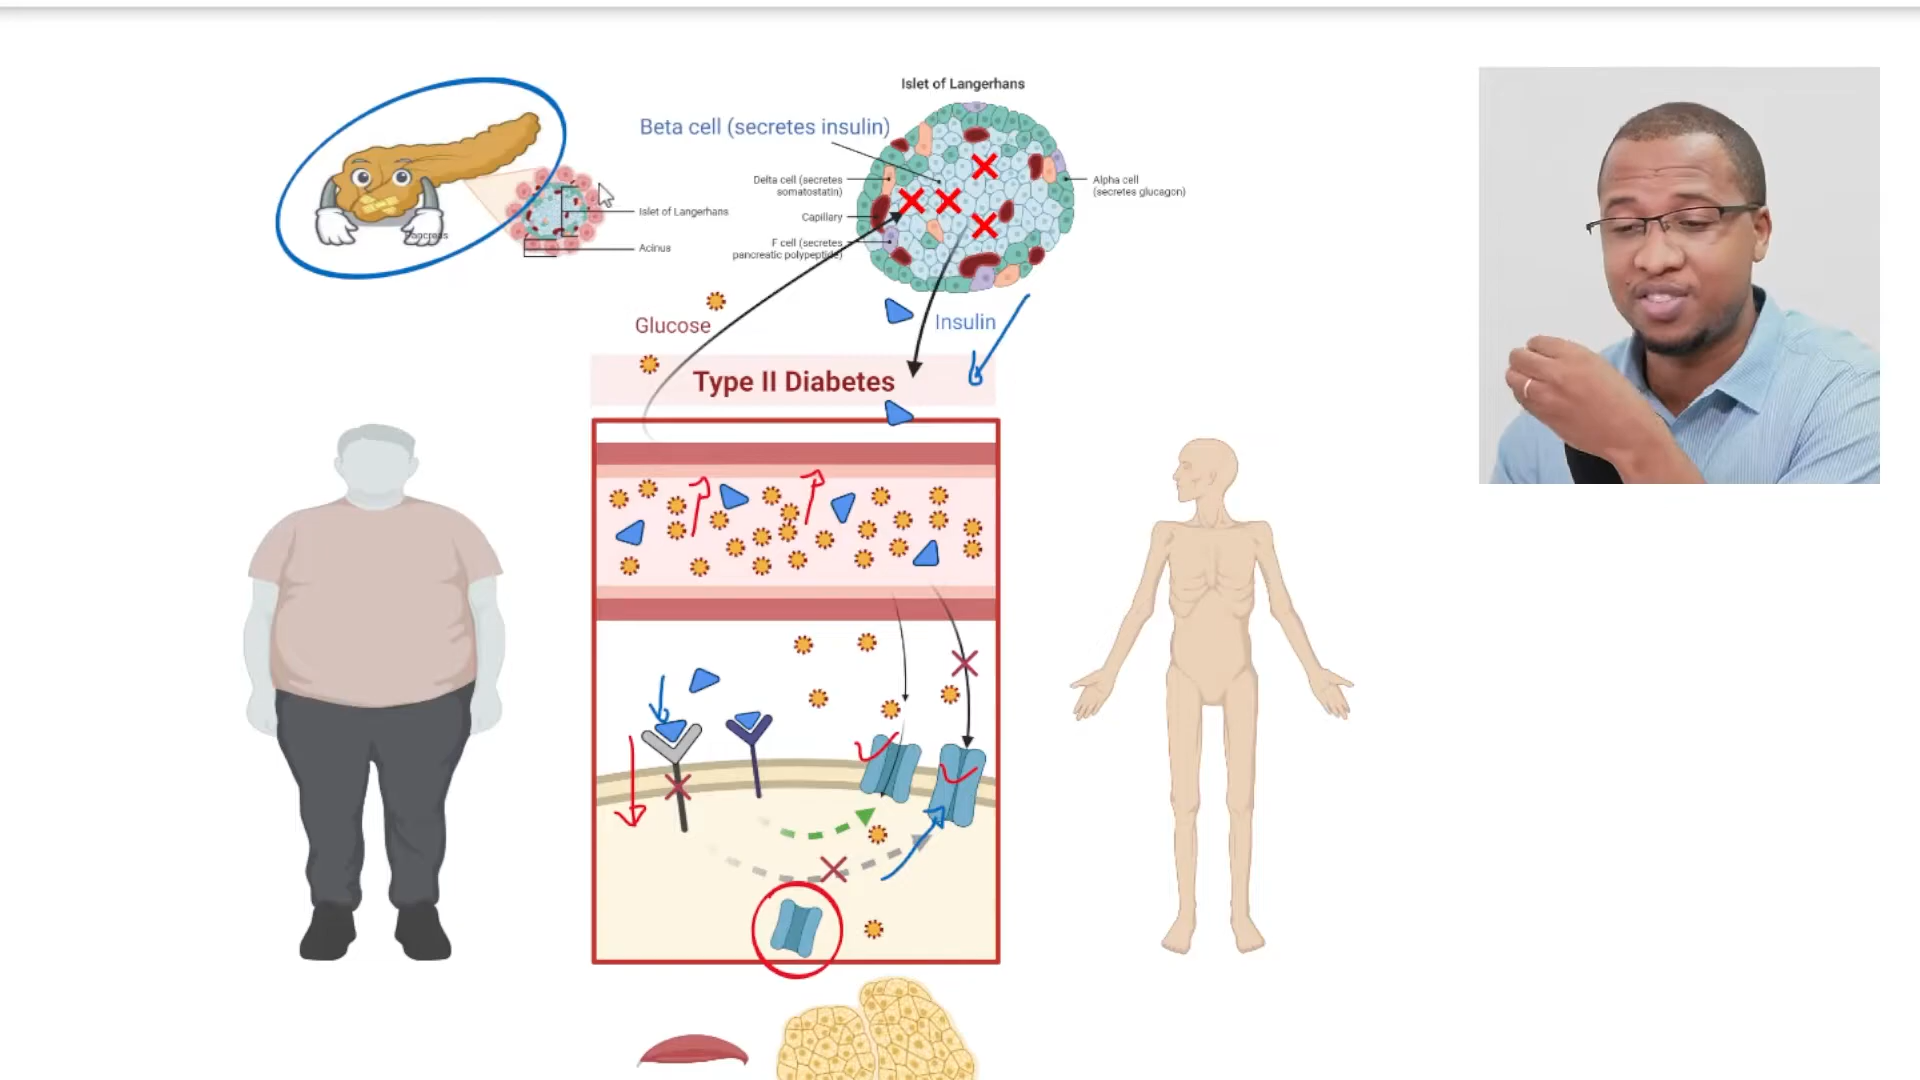 Islet of Langerhans
Beta cell (secretes insulin)
Delta cell (secretes
somatostatin)
Alpha cell
(secretes glucagon)
Capillary
Islet of Langerhans
Pancreas
F cell (secretes
pancreatic polypeptide)
Acinus
Glucose
Insulin
Type II Diabetes